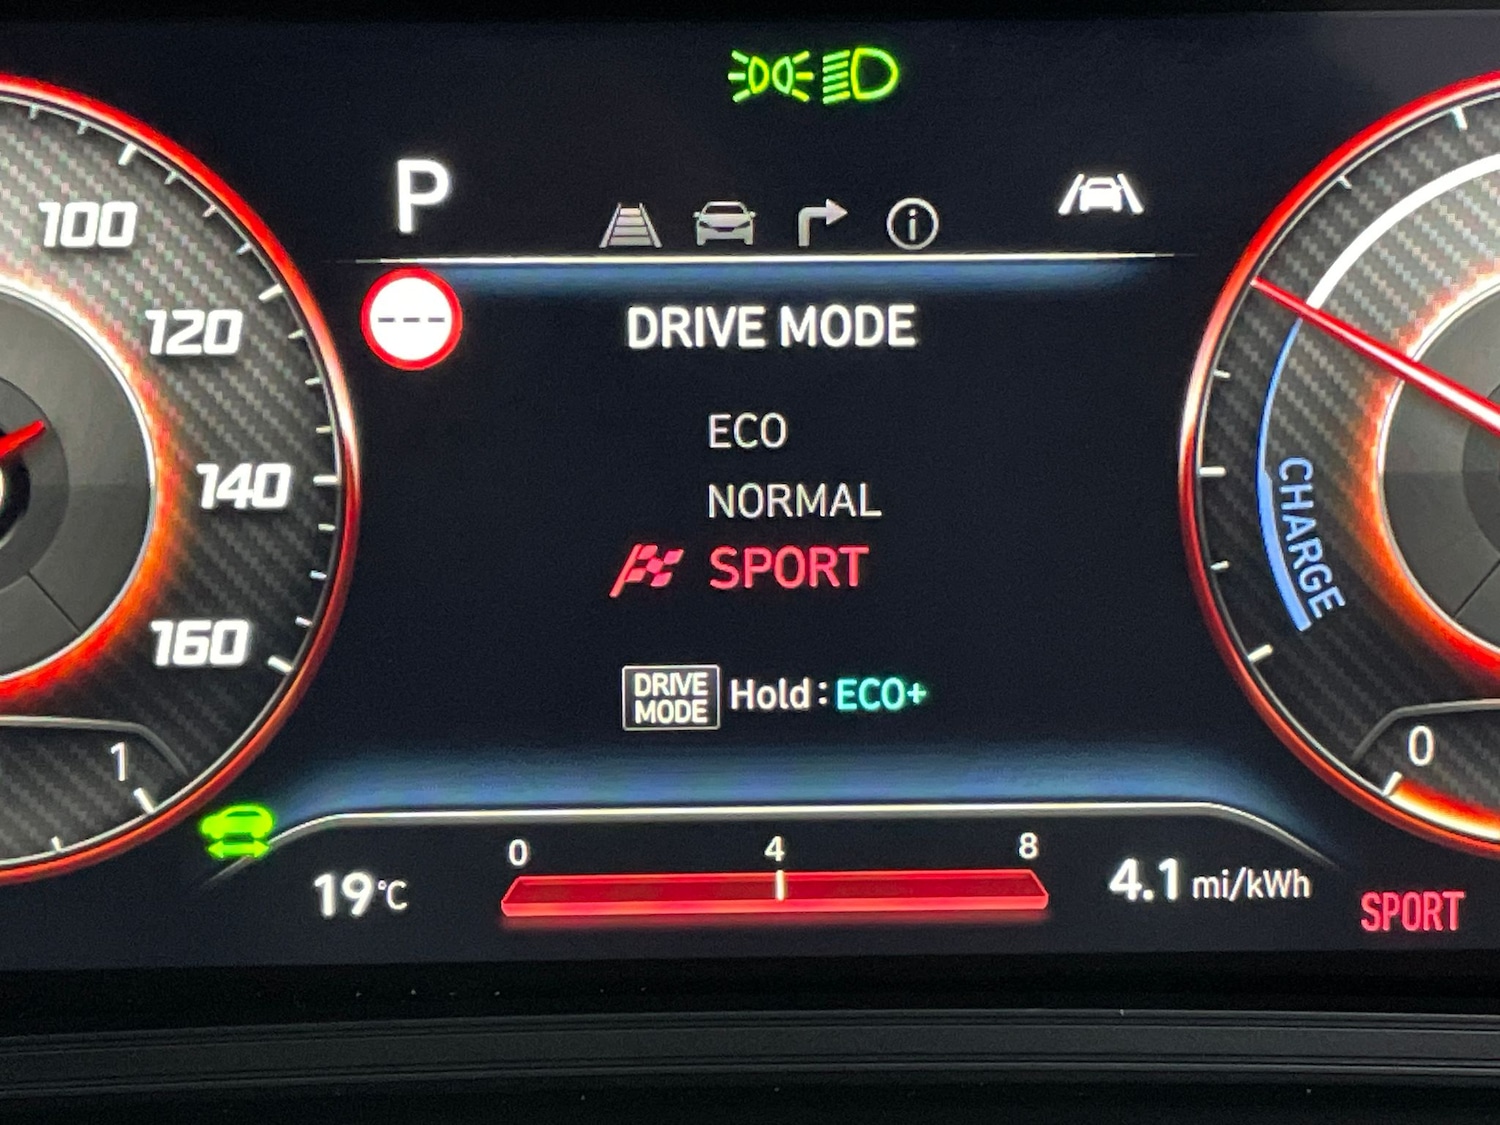 P
100
120
140
160
1
DRIVE MODE
ECO
NORMAL
SPORT
DRIVE
MODE
Hold : ECO+
CHARGE
0
0 4 8
19°C
4.1 mi/kWh
SPORT